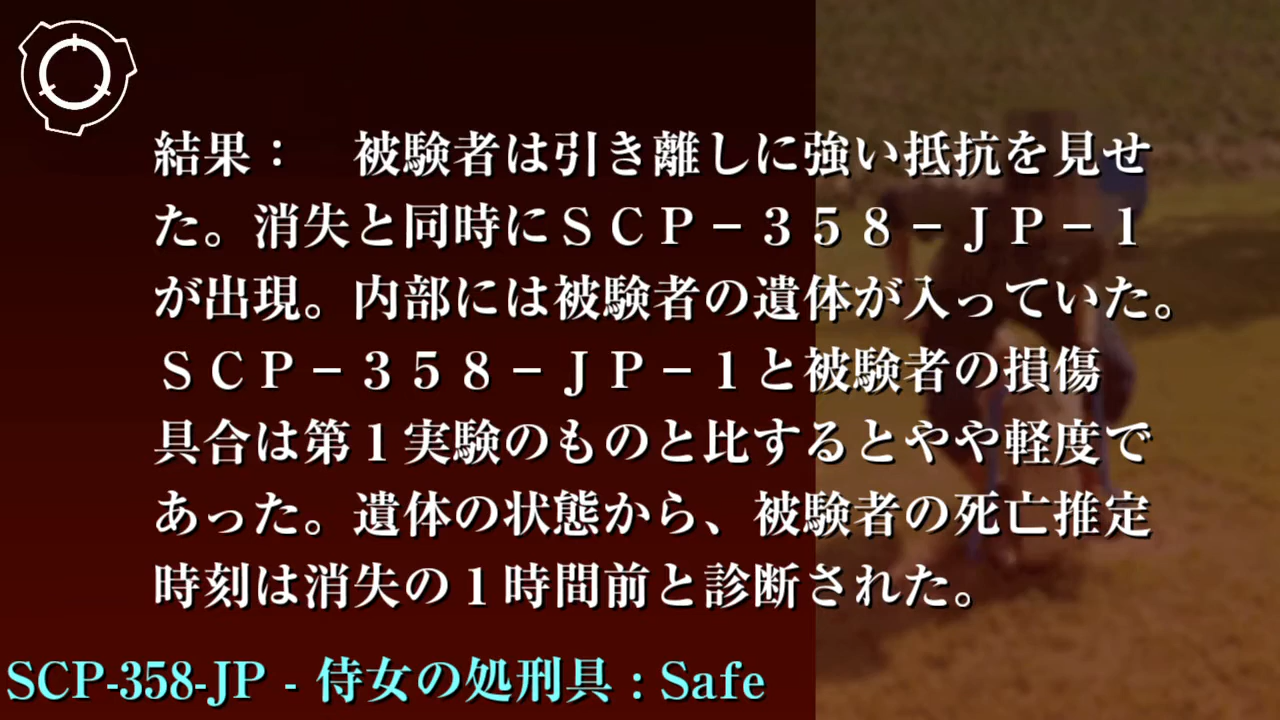 結果：　被験者は引き離しに強い抵抗を見せ
た。消失と同時にＳＣＰ－３５８－ＪＰ－１
が出現。内部には被験者の遺体が入っていた。
ＳＣＰ－３５８－ＪＰ－１と被験者の損傷
具合は第１実験のものと比するとやや軽度で
あった。遺体の状態から、被験者の死亡推定
時刻は消失の１時間前と診断された。
SCP-358-JP - 侍女の処刑具 : Safe